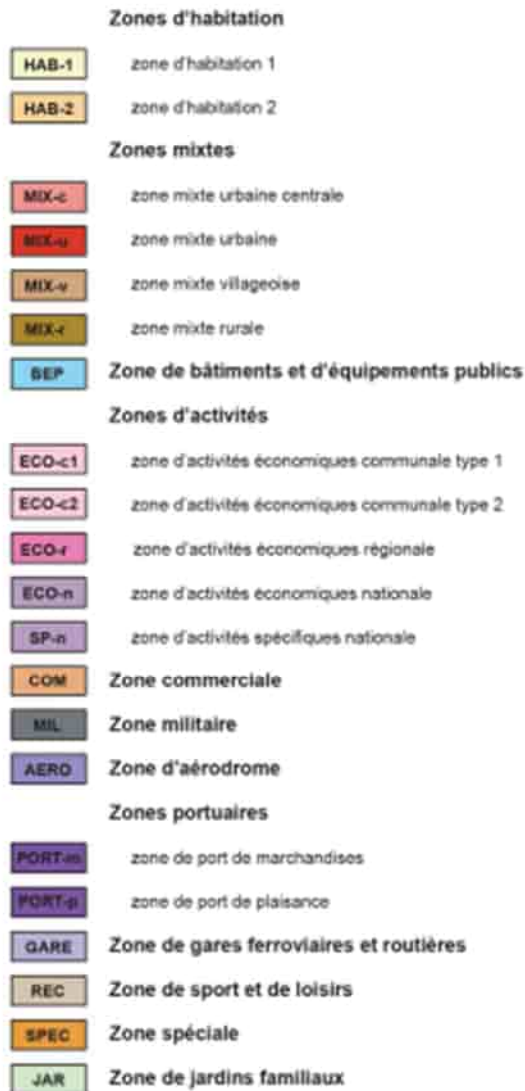 Zones d'habitation
HAB-1 zone d'habitation 1
HAB-2 zone d'habitation 2
Zones mixtes
MIX-c zone mixte urbaine centrale
MIX-u zone mixte urbaine
MIX-v zone mixte villageoise
MIX-r zone mixte rurale
BEP Zone de bâtiments et d'équipements publics
Zones d'activités
ECO-c1 zone d'activités économiques communale type 1
ECO-c2 zone d'activités économiques communale type 2
ECO-r zone d'activités économiques régionale
ECO-n zone d'activités économiques nationale
SP-n zone d'activités spécifiques nationale
COM Zone commerciale
MIL Zone militaire
AERO Zone d'aérodrome
Zones portuaires
PORT-m zone de port de marchandises
PORT-p zone de port de plaisance
GARE Zone de gares ferroviaires et routières
REC Zone de sport et de loisirs
SPEC Zone spéciale
JAR Zone de jardins familiaux